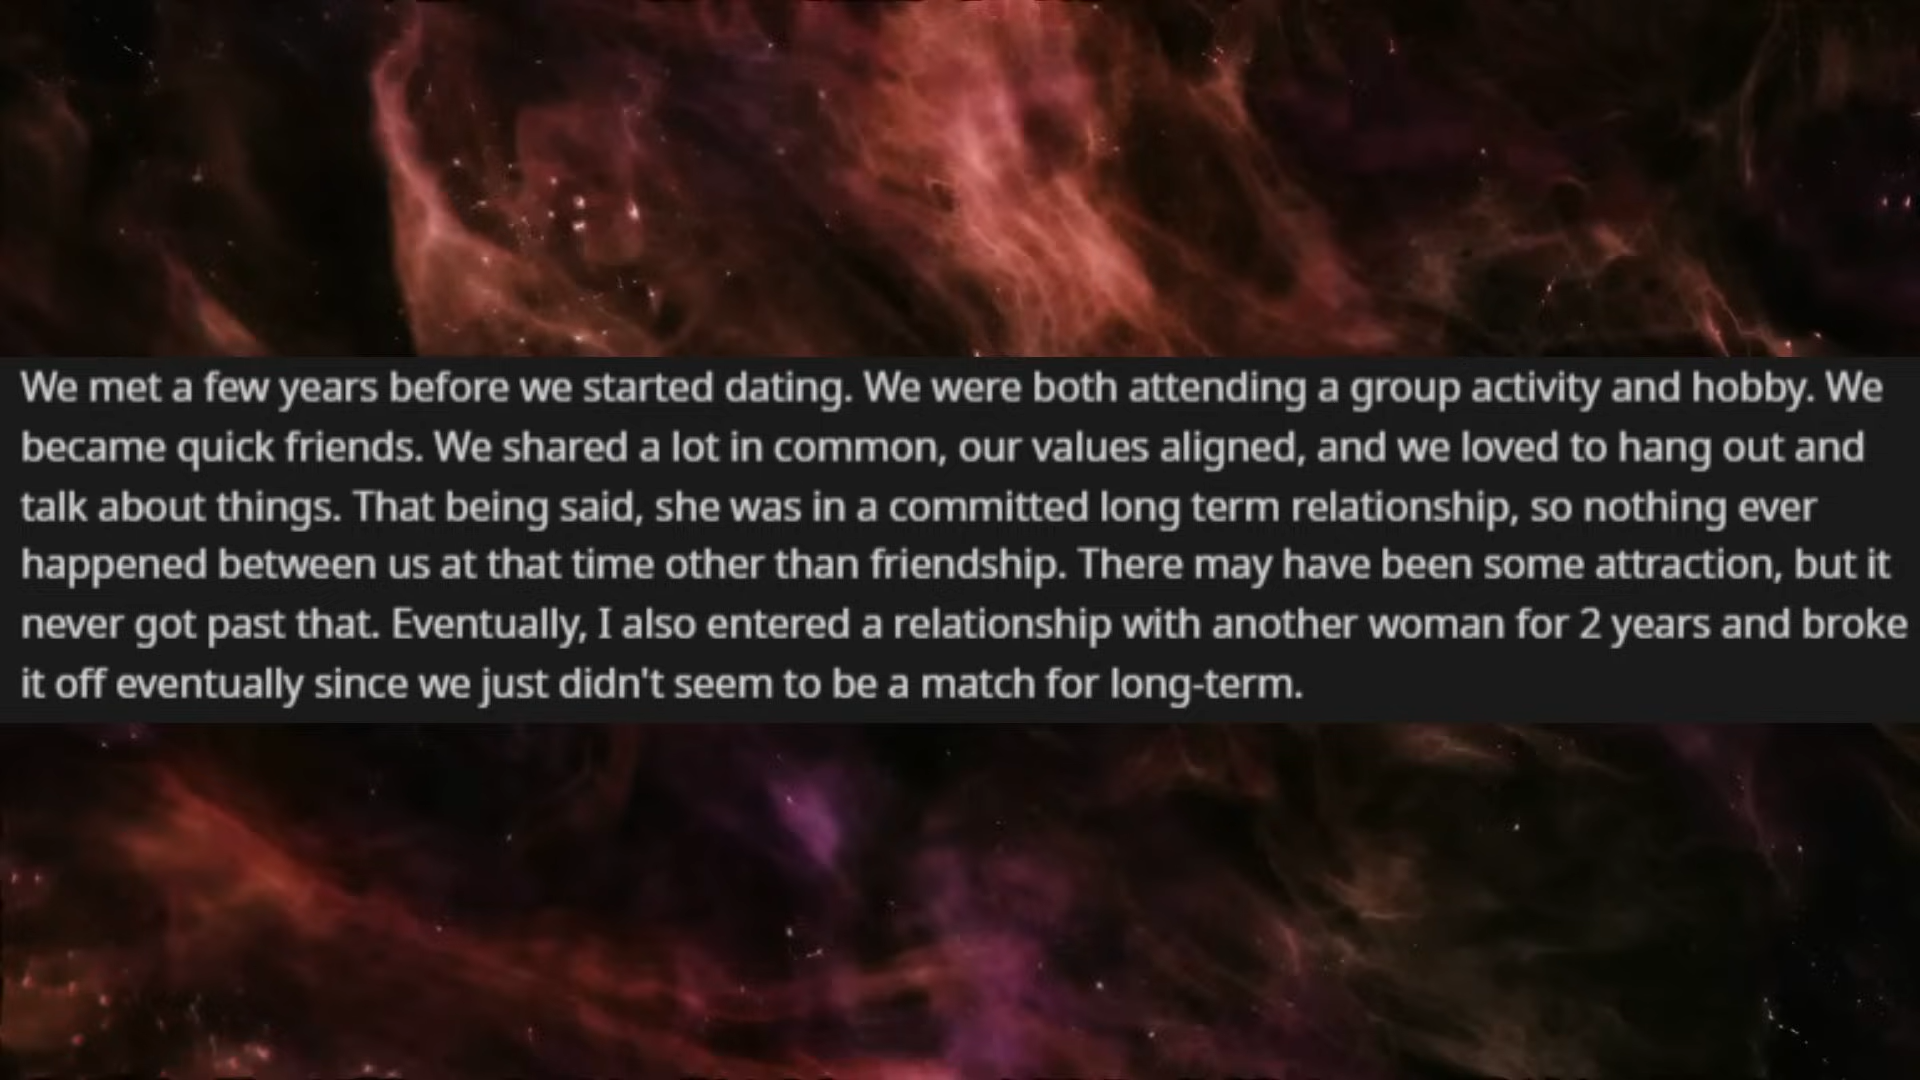 We met a few years before we started dating. We were both attending a group activity and hobby. We
became quick friends. We shared a lot in common, our values aligned, and we loved to hang out and
talk about things. That being said, she was in a committed long term relationship, so nothing ever
happened between us at that time other than friendship. There may have been some attraction, but it
never got past that. Eventually, I also entered a relationship with another woman for 2 years and broke
it off eventually since we just didn't seem to be a match for long-term.